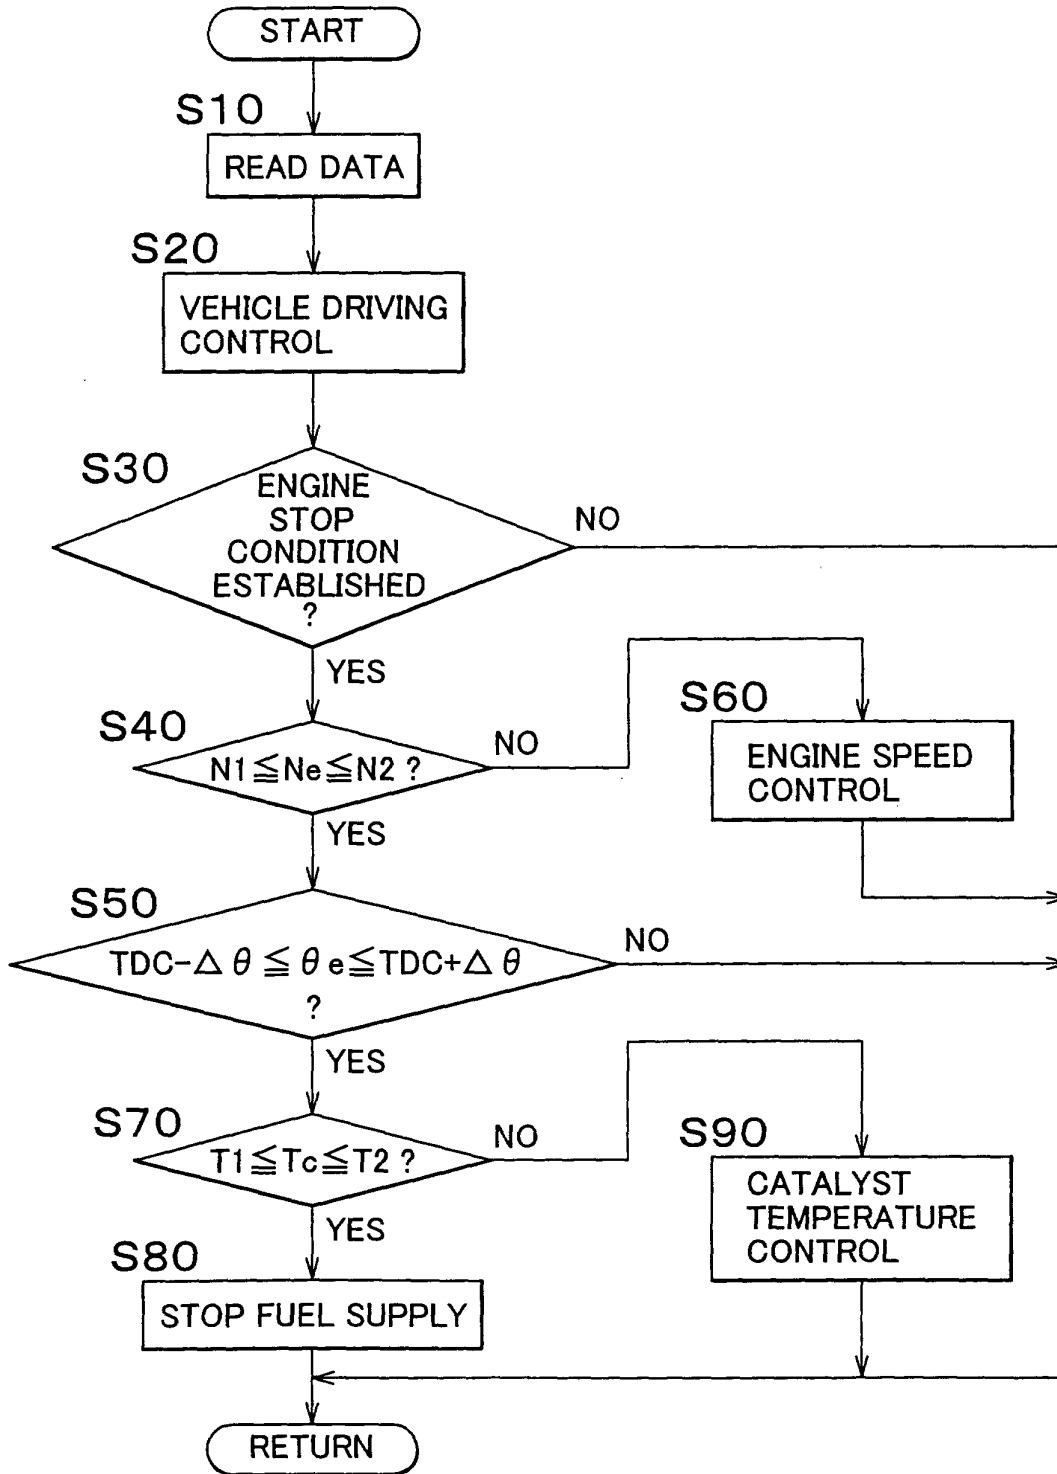 START
S10
READ DATA
S20
VEHICLE DRIVING
CONTROL
S30
ENGINE
STOP
CONDITION
ESTABLISHED
?
NO
YES
S40
N1≦Ne≦N2 ?
NO
S60
ENGINE SPEED
CONTROL
YES
S50
TDC−△θ≦θe≦TDC+△θ
?
NO
YES
S70
T1≦Tc≦T2 ?
NO
S90
CATALYST
TEMPERATURE
CONTROL
YES
S80
STOP FUEL SUPPLY
RETURN